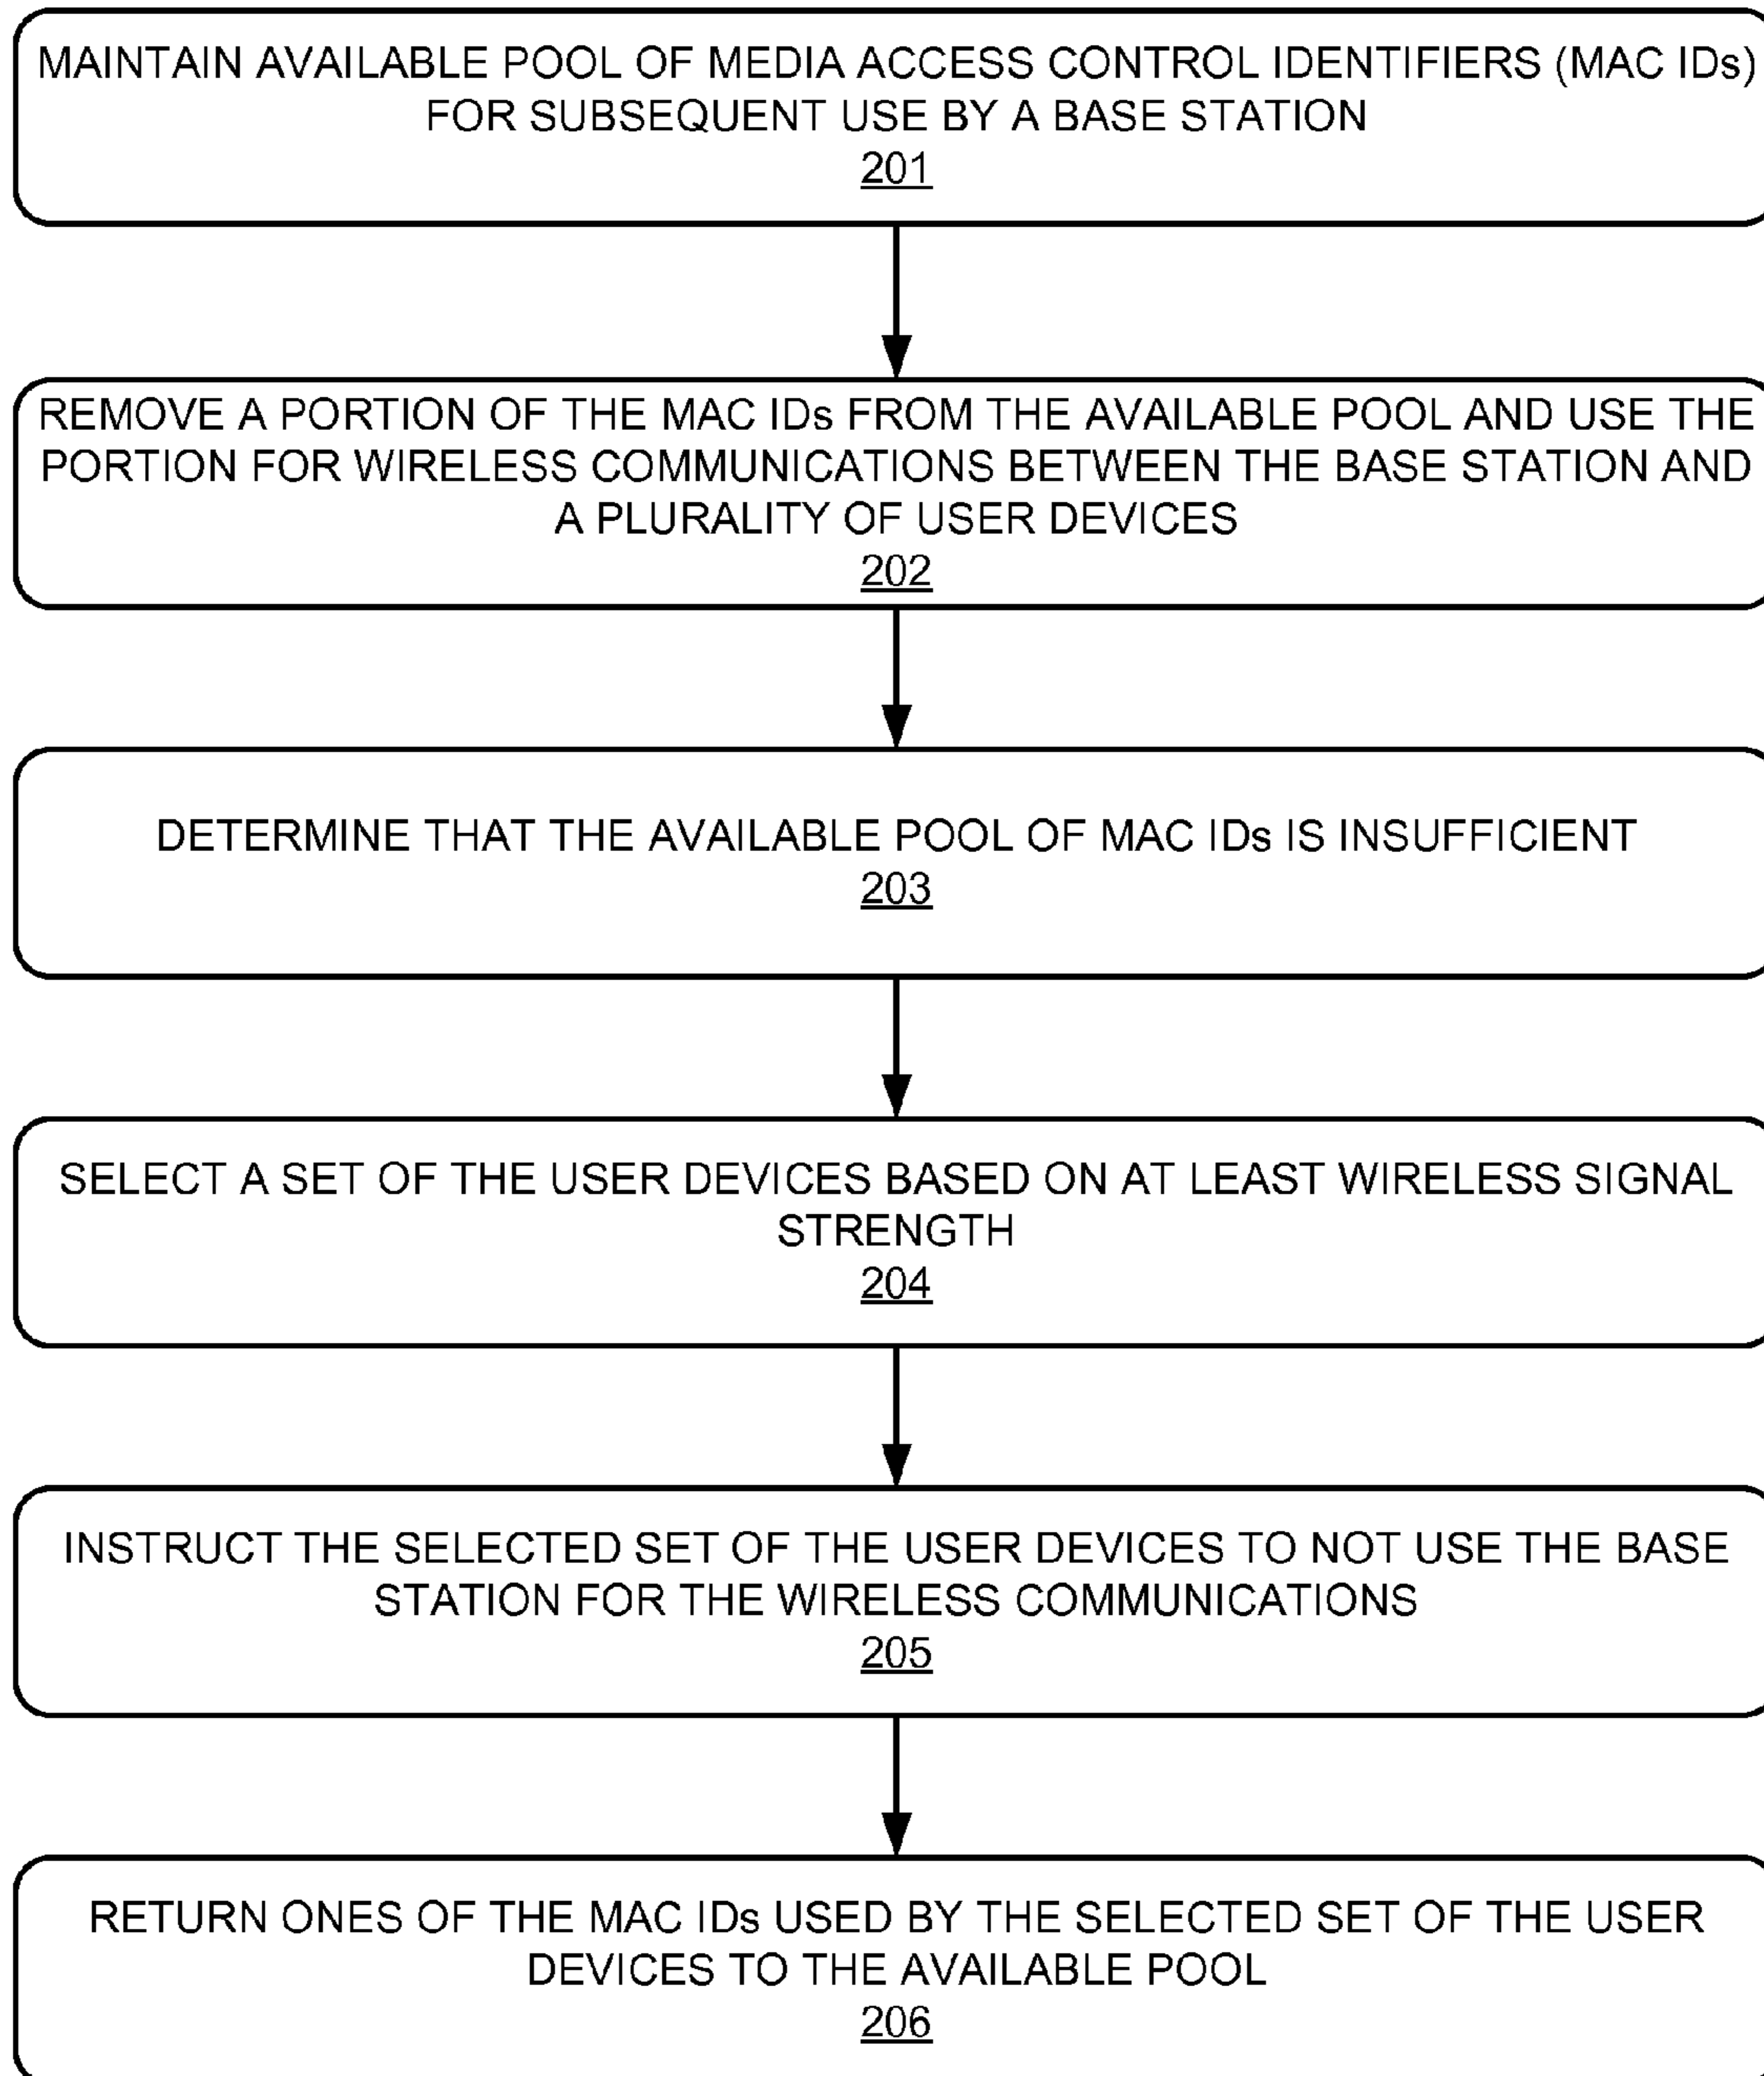 MAINTAIN AVAILABLE POOL OF MEDIA ACCESS CONTROL IDENTIFIERS (MAC IDs)
FOR SUBSEQUENT USE BY A BASE STATION
201
REMOVE A PORTION OF THE MAC IDs FROM THE AVAILABLE POOL AND USE THE
PORTION FOR WIRELESS COMMUNICATIONS BETWEEN THE BASE STATION AND
A PLURALITY OF USER DEVICES
202
DETERMINE THAT THE AVAILABLE POOL OF MAC IDs IS INSUFFICIENT
203
SELECT A SET OF THE USER DEVICES BASED ON AT LEAST WIRELESS SIGNAL
STRENGTH
204
INSTRUCT THE SELECTED SET OF THE USER DEVICES TO NOT USE THE BASE
STATION FOR THE WIRELESS COMMUNICATIONS
205
RETURN ONES OF THE MAC IDs USED BY THE SELECTED SET OF THE USER
DEVICES TO THE AVAILABLE POOL
206